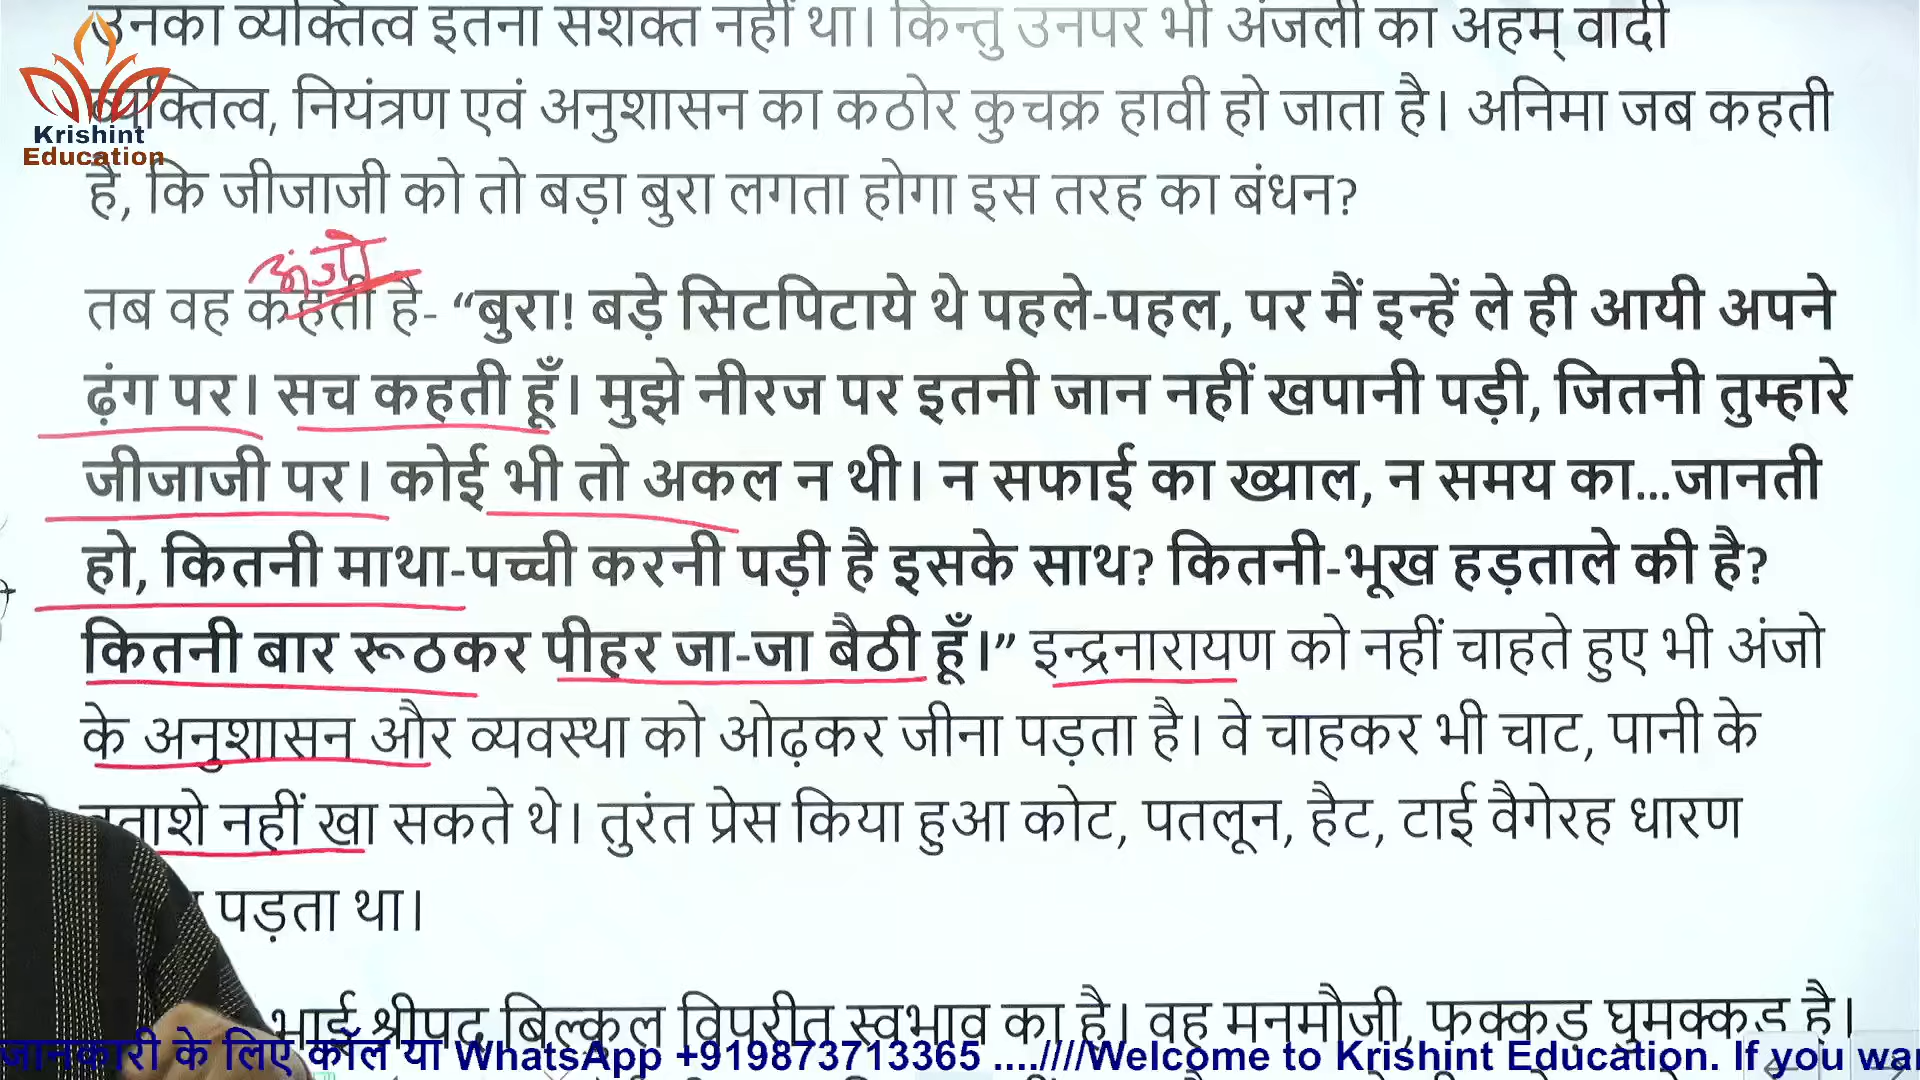 उनका व्यक्तित्व इतना सशक्त नहीं था। किन्तु उनपर भी अंजली का अहम् वादी
व्यक्तित्व, नियंत्रण एवं अनुशासन का कठोर कुचक्र हावी हो जाता है। अनिमा जब कहती
Krishint
Education
है, कि जीजाजी को तो बड़ा बुरा लगता होगा इस तरह का बंधन?
अंजो
तब वह कहती है- “बुरा! बड़े सिटपिटाये थे पहले-पहल, पर मैं इन्हें ले ही आयी अपने
ढ़ंग पर। सच कहती हूँ। मुझे नीरज पर इतनी जान नहीं खपानी पड़ी, जितनी तुम्हारे
जीजाजी पर। कोई भी तो अकल न थी। न सफाई का ख्याल, न समय का...जानती
हो, कितनी माथा-पच्ची करनी पड़ी है इसके साथ? कितनी-भूख हड़ताले की है?
कितनी बार रूठकर पीहर जा-जा बैठी हूँ।” इन्द्रनारायण को नहीं चाहते हुए भी अंजो
के अनुशासन और व्यवस्था को ओढ़कर जीना पड़ता है। वे चाहकर भी चाट, पानी के
नहीं खा सकते थे। तुरंत प्रेस किया हुआ कोट, पतलून, हैट, टाई वैगेरह धारण
पड़ता था।
भाई श्रीपद बिल्कुल विपरीत स्वभाव का है। वह मनमौजी, फक्कड़ घुमक्कड़ है।
जानकारी के लिए कॉल या WhatsApp +919873713365 ....////Welcome to Krishint Education. If you wa